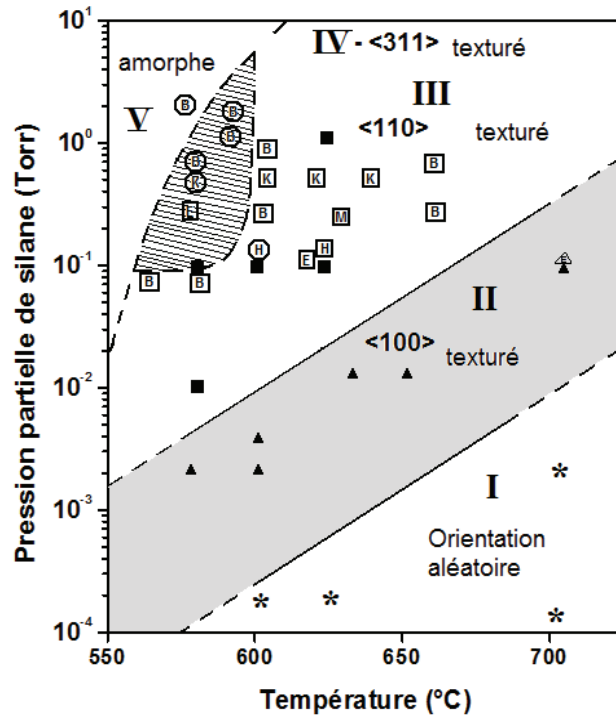 10¹
IV - <311> texturé
amorphe
III
V
10⁰
<110> texturé
B
B
B
B
B
K
K
K
K
B
B
L
B
M
B
H
H
E
10⁻¹
B
B
E
II
<100> texturé
10⁻²
I
*
10⁻³
Orientation
aléatoire
*
*
*
10⁻⁴
550
600
650
700
Pression partielle de silane (Torr)
Température (°C)